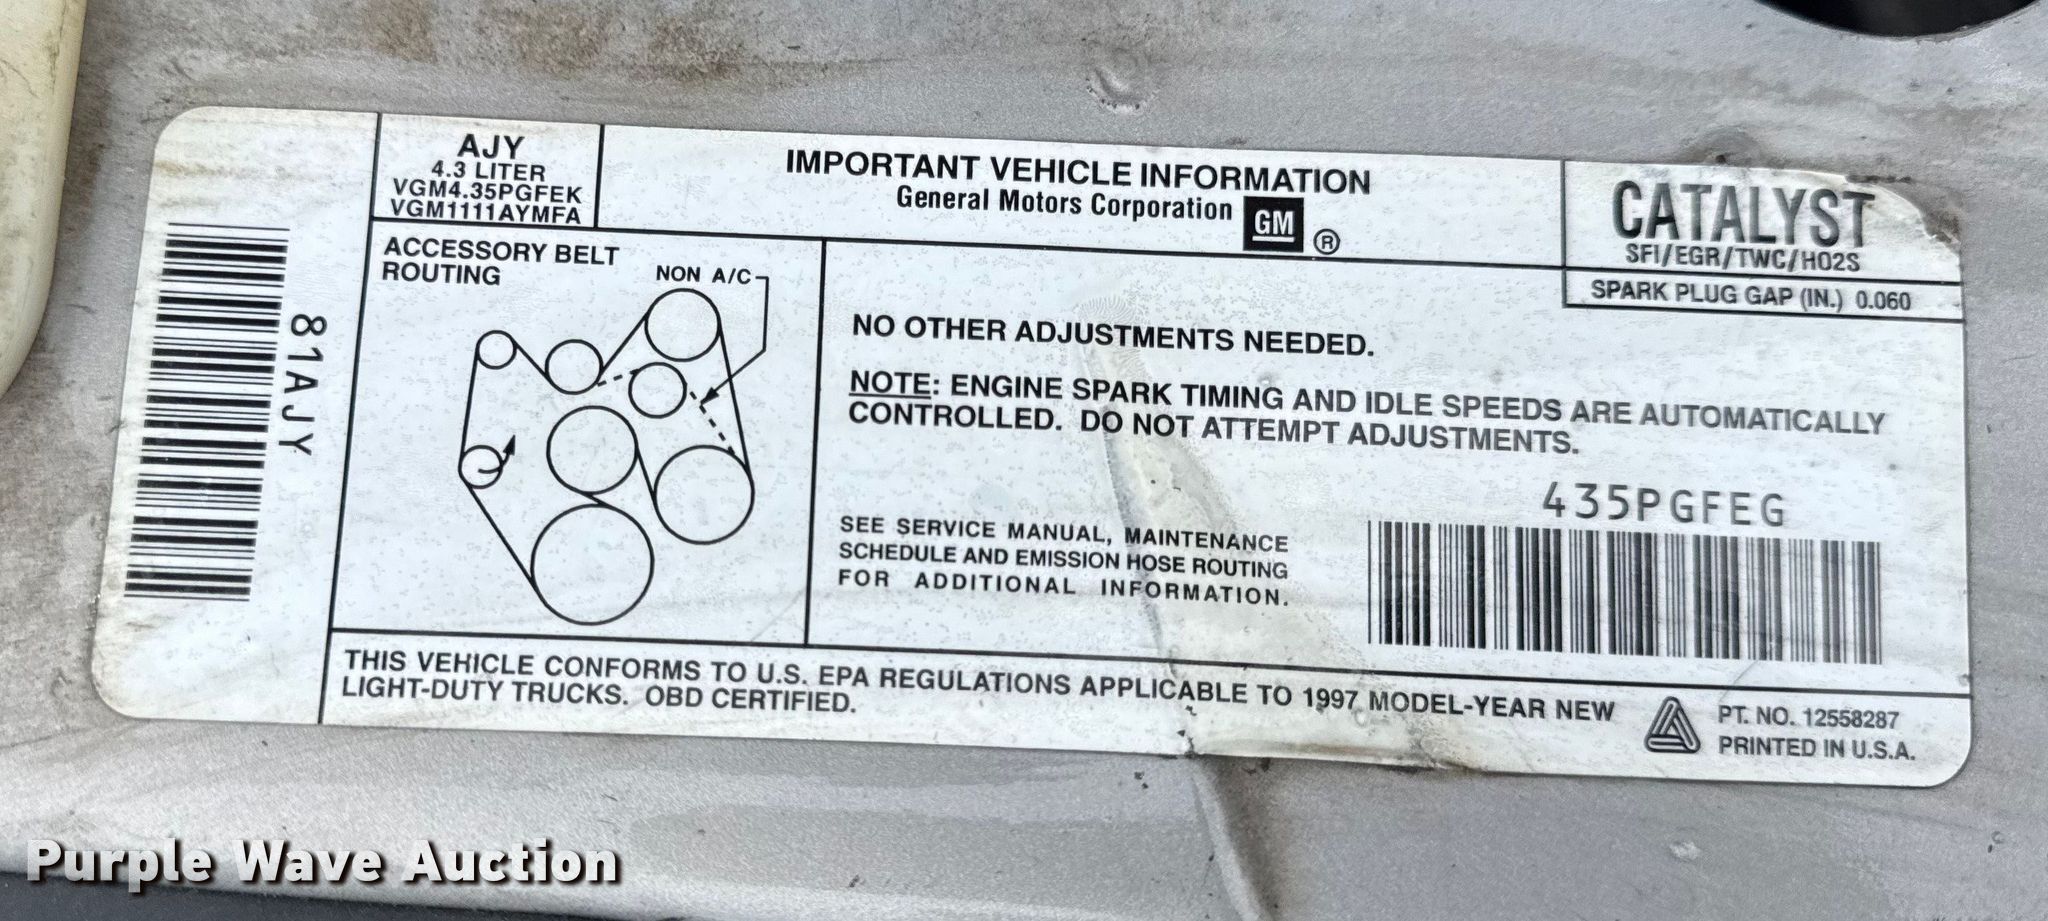 AJY
4.3 LITER
VGM4.35PGFEK
VGM1111AYMFA
IMPORTANT VEHICLE INFORMATION
General Motors Corporation GM ®
CATALYST
SFI/EGR/TWC/HO2S
SPARK PLUG GAP (IN.) 0.060
81AJY
ACCESSORY BELT
ROUTING
NON A/C
NO OTHER ADJUSTMENTS NEEDED.
NOTE: ENGINE SPARK TIMING AND IDLE SPEEDS ARE AUTOMATICALLY
CONTROLLED. DO NOT ATTEMPT ADJUSTMENTS.
435PGFEG
SEE SERVICE MANUAL, MAINTENANCE
SCHEDULE AND EMISSION HOSE ROUTING
FOR ADDITIONAL INFORMATION.
THIS VEHICLE CONFORMS TO U.S. EPA REGULATIONS APPLICABLE TO 1997 MODEL-YEAR NEW
LIGHT-DUTY TRUCKS. OBD CERTIFIED.
PT. NO. 12558287
PRINTED IN U.S.A.
Purple Wave Auction